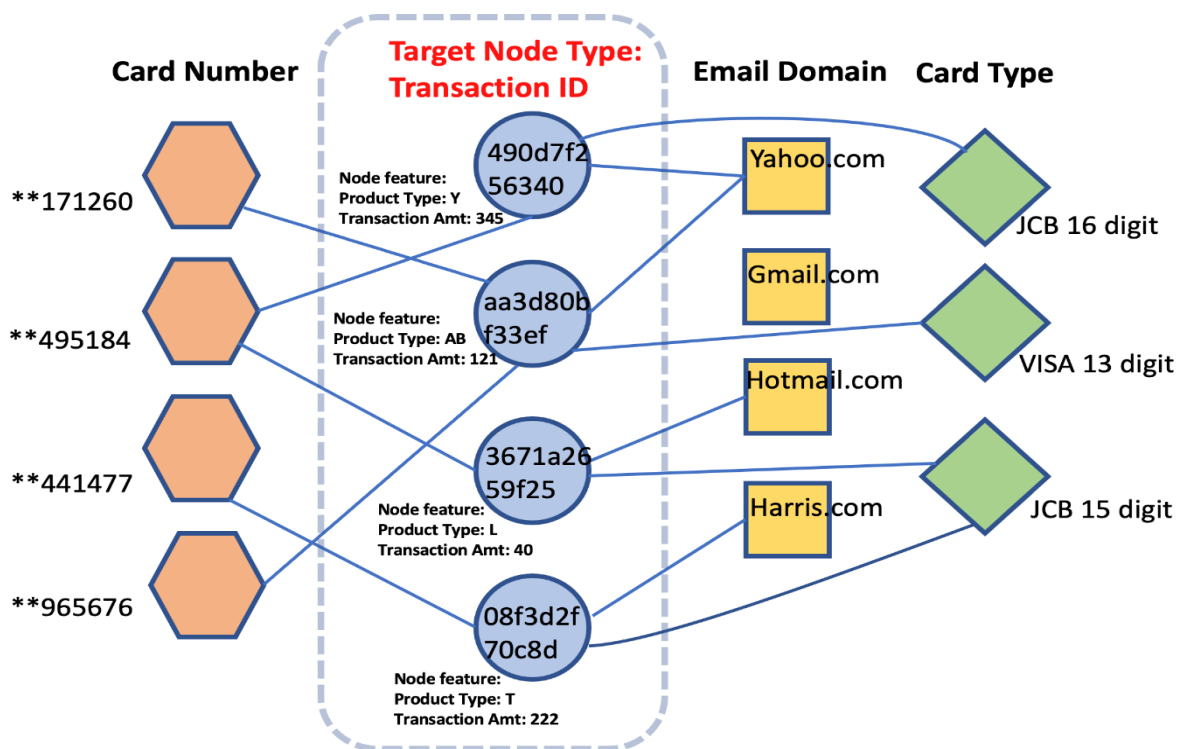 Target Node Type:
Transaction ID
Card Number
Email Domain
Card Type
**171260
**495184
**441477
**965676
490d7f2
56340
Node feature:
Product Type: Y
Transaction Amt: 345
aa3d80b
f33ef
Node feature:
Product Type: AB
Transaction Amt: 121
3671a26
59f25
Node feature:
Product Type: L
Transaction Amt: 40
08f3d2f
70c8d
Node feature:
Product Type: T
Transaction Amt: 222
Yahoo.com
Gmail.com
Hotmail.com
Harris.com
JCB 16 digit
VISA 13 digit
JCB 15 digit